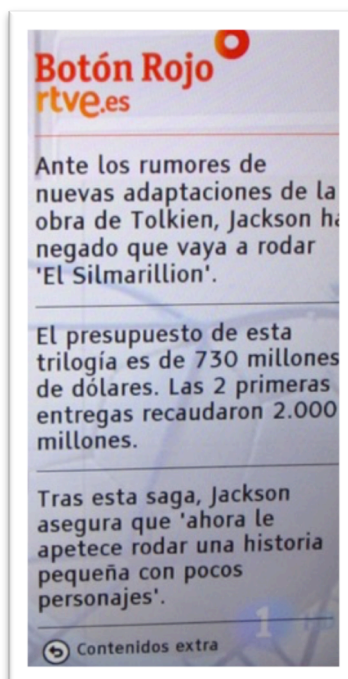 Botón Rojo
rtve.es
Ante los rumores de
nuevas adaptaciones de la
obra de Tolkien, Jackson ha
negado que vaya a rodar
'El Silmarillion'.
El presupuesto de esta
trilogía es de 730 millones
de dólares. Las 2 primeras
entregas recaudaron 2.000
millones.
Tras esta saga, Jackson
asegura que 'ahora le
apetece rodar una historia
pequeña con pocos
personajes'.
1 HD
Contenidos extra